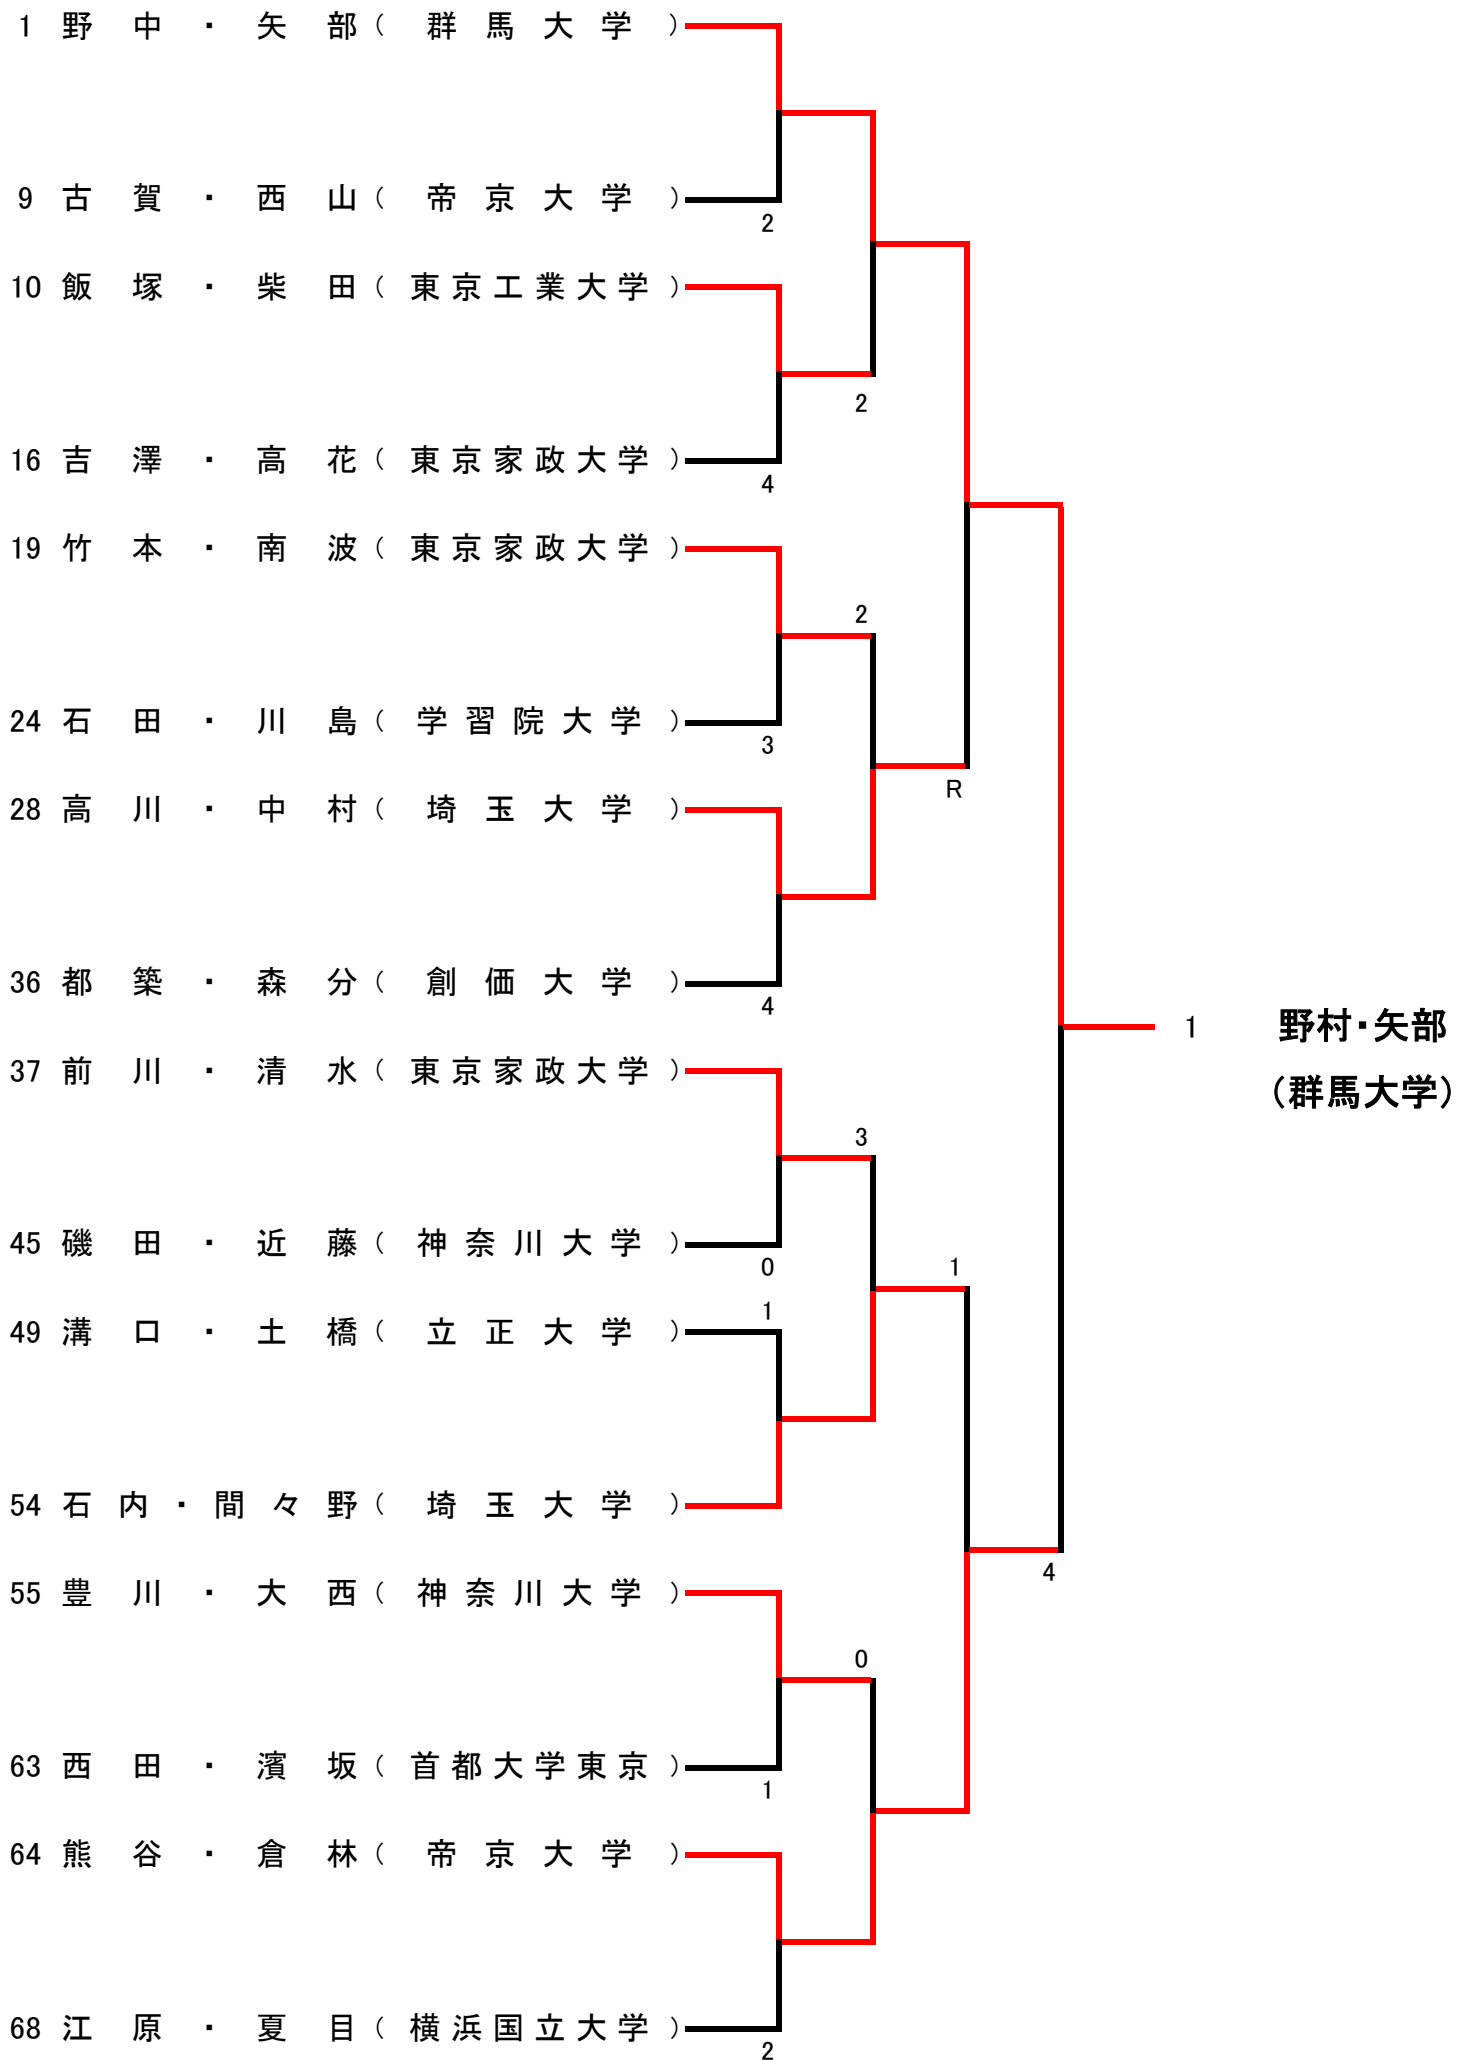 1 野中・矢部（群馬大学）
9 古賀・西山（帝京大学）
2
10 飯塚・柴田（東京工業大学）
2
16 吉澤・高花（東京家政大学）
4
19 竹本・南波（東京家政大学）
2
24 石田・川島（学習院大学）
3
R
28 高川・中村（埼玉大学）
36 都築・森分（創価大学）
4
1 野村・矢部
（群馬大学）
37 前川・清水（東京家政大学）
3
45 磯田・近藤（神奈川大学）
0
1
1
49 溝口・土橋（立正大学）
54 石内・間々野（埼玉大学）
4
55 豊川・大西（神奈川大学）
0
63 西田・濱坂（首都大学東京）
1
64 熊谷・倉林（帝京大学）
68 江原・夏目（横浜国立大学）
2